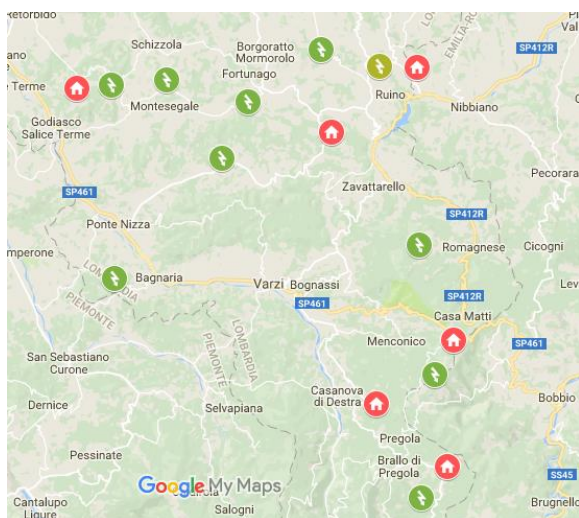 Retorbido
Schizzola
Borgoratto
Mormorolo
Fortunago
SP412R
EMILIA-RO
Terme
Montesegale
Ruino
Nibbiano
Godiasco
Salice Terme
Pecorara
Zavattarello
SP461
SP412R
Ponte Nizza
Romagnese
Cicogni
LOMBARDIA
PIEMONTE
Bagnaria
Varzi
Bognassi
SP461
SP412R
Casa Matti
Menconico
SP461
San Sebastiano
Curone
PIEMONTE
LOMBARDIA
Dernice
Selvapiana
Casanova
di Destra
Bobbio
Pregola
Pessinate
Brallo di
Pregola
SS45
Google My Maps
Cantalupo
Ligure
Salogni
Brugnello